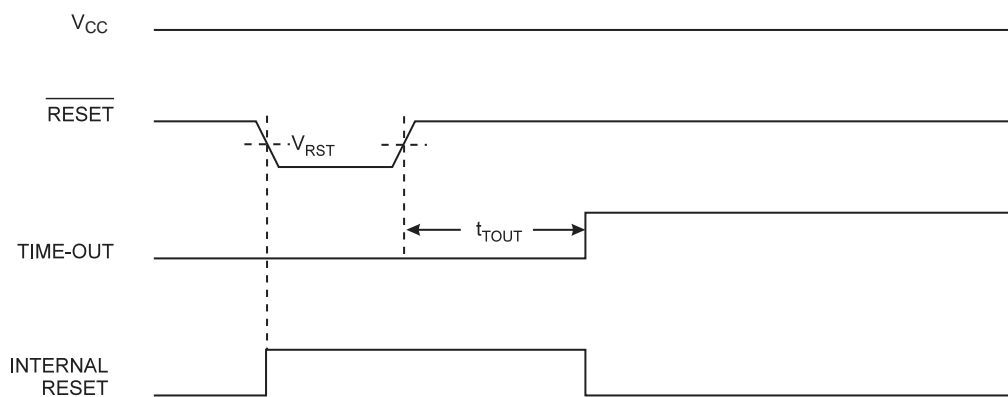 VCC
RESET
VRST
tTOUT
TIME-OUT
INTERNAL
RESET